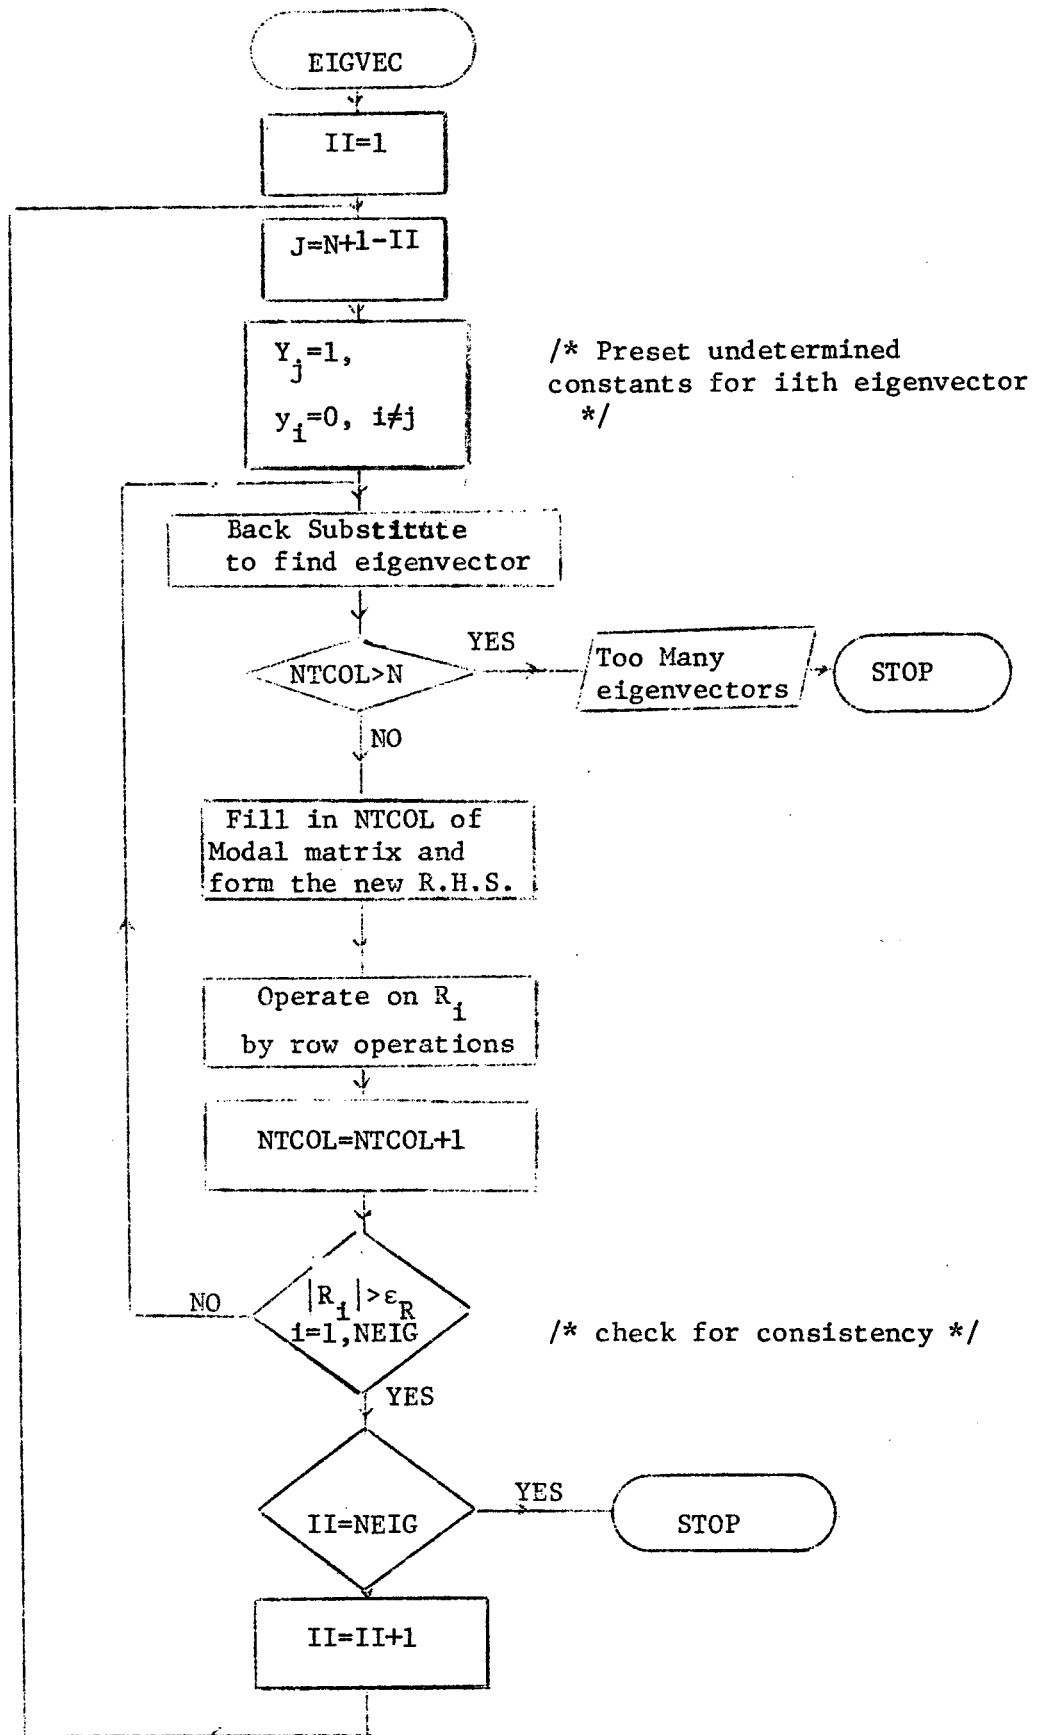 EIGVEC
II=1
J=N+1-II
Y_j=1,
y_i=0, i≠j
/* Preset undetermined
constants for iith eigenvector
*/
Back Substitute
to find eigenvector
NTCOL>N
YES
Too Many
eigenvectors
STOP
NO
Fill in NTCOL of
Modal matrix and
form the new R.H.S.
Operate on R_i
by row operations
NTCOL=NTCOL+1
|R_i|>ε_R
i=1,NEIG
NO
/* check for consistency */
YES
II=NEIG
YES
STOP
II=II+1